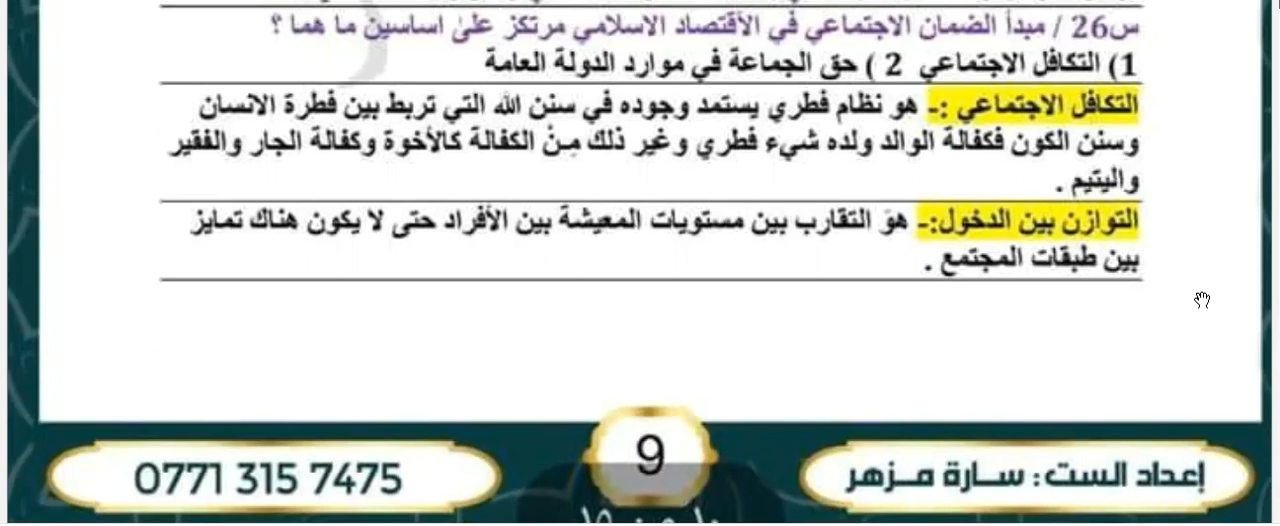 س26 / مبدأ الضمان الاجتماعي في الأقتصاد الاسلامي مرتكز علىٰ اساسين ما هما ؟
1) التكافل الاجتماعي 2 ) حق الجماعة في موارد الدولة العامة
التكافل الاجتماعي :ـ هو نظام فطري يستمد وجوده في سنن الله التي تربط بين فطرة الانسان
وسنن الكون فكفالة الوالد ولده شيء فطري وغير ذلك مِنْ الكفالة كالأخوة وكفالة الجار والفقير
واليتيم .
التوازن بين الدخول:ـ هوَ التقارب بين مستويات المعيشة بين الأفراد حتى لا يكون هناك تمايز
بين طبقات المجتمع .
إعداد الست : سارة مزهر
9
0771 315 7475